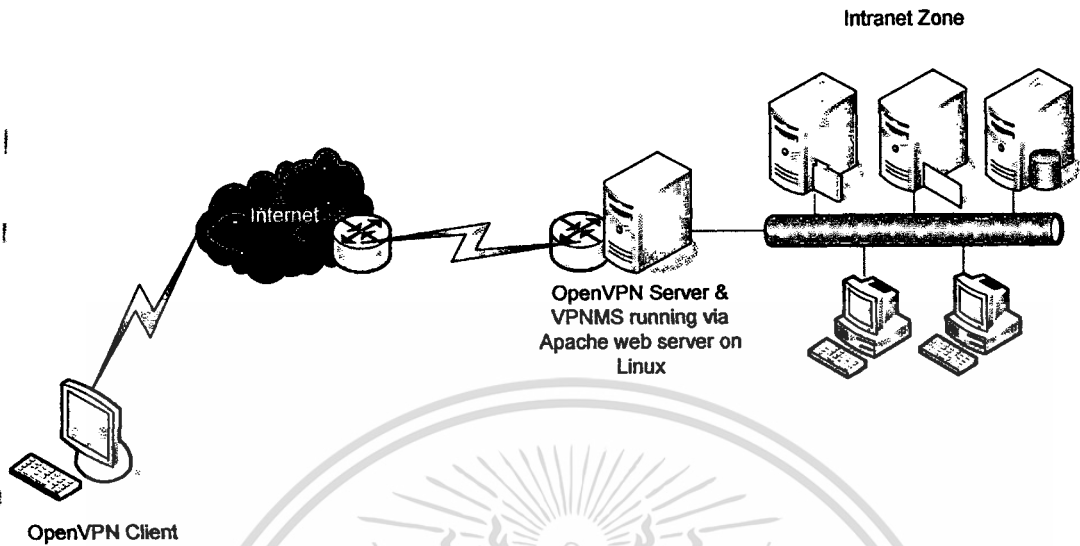 Intranet Zone
Internet
OpenVPN Server &
VPNMS running via
Apache web server on
Linux
OpenVPN Client